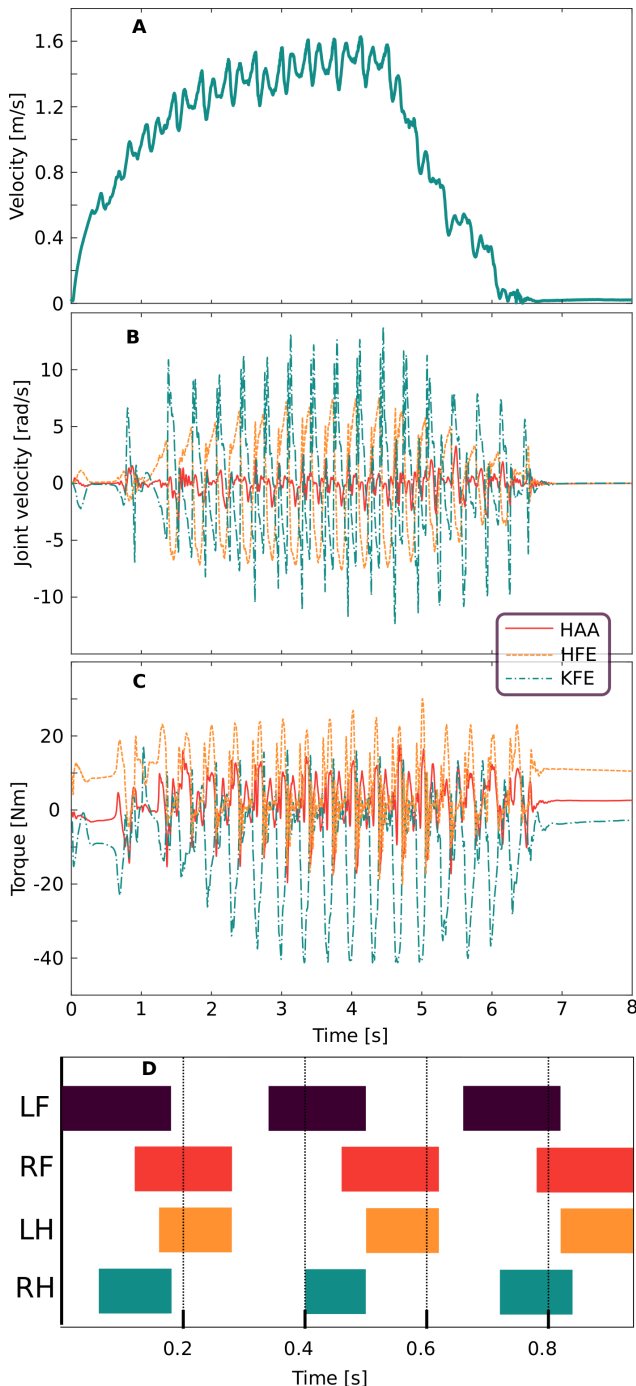 A
Velocity [m/s]
1.6
1.2
0.8
0.4
0
B
Joint velocity [rad/s]
10
5
0
-5
-10
HAA
HFE
KFE
C
Torque [Nm]
20
0
-20
-40
0 1 2 3 4 5 6 7 8
Time [s]
D
LF
RF
LH
RH
0.2 0.4 0.6 0.8
Time [s]